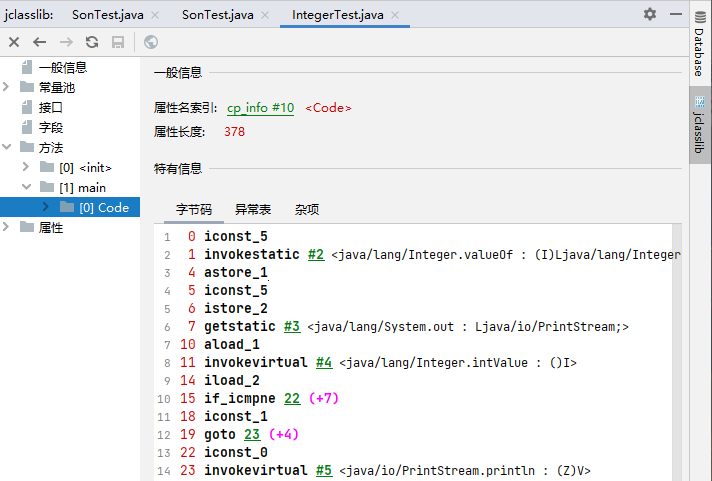 jclasslib: SonTest.java SonTest.java IntegerTest.java
一般信息
常量池
接口
字段
方法
[0] <init>
[1] main
[0] Code
属性
一般信息
属性名索引: cp_info #10 <Code>
属性长度: 378
特有信息
字节码 异常表 杂项
1 0 iconst_5
2 1 invokestatic #2 <java/lang/Integer.valueOf : (I)Ljava/lang/Integer
3 4 astore_1
4 5 iconst_5
5 6 istore_2
6 7 getstatic #3 <java/lang/System.out : Ljava/io/PrintStream;>
7 10 aload_1
8 11 invokevirtual #4 <java/lang/Integer.intValue : ()I>
9 14 iload_2
10 15 if_icmpne 22 (+7)
11 18 iconst_1
12 19 goto 23 (+4)
13 22 iconst_0
14 23 invokevirtual #5 <java/io/PrintStream.println : (Z)V>
Database
jclasslib